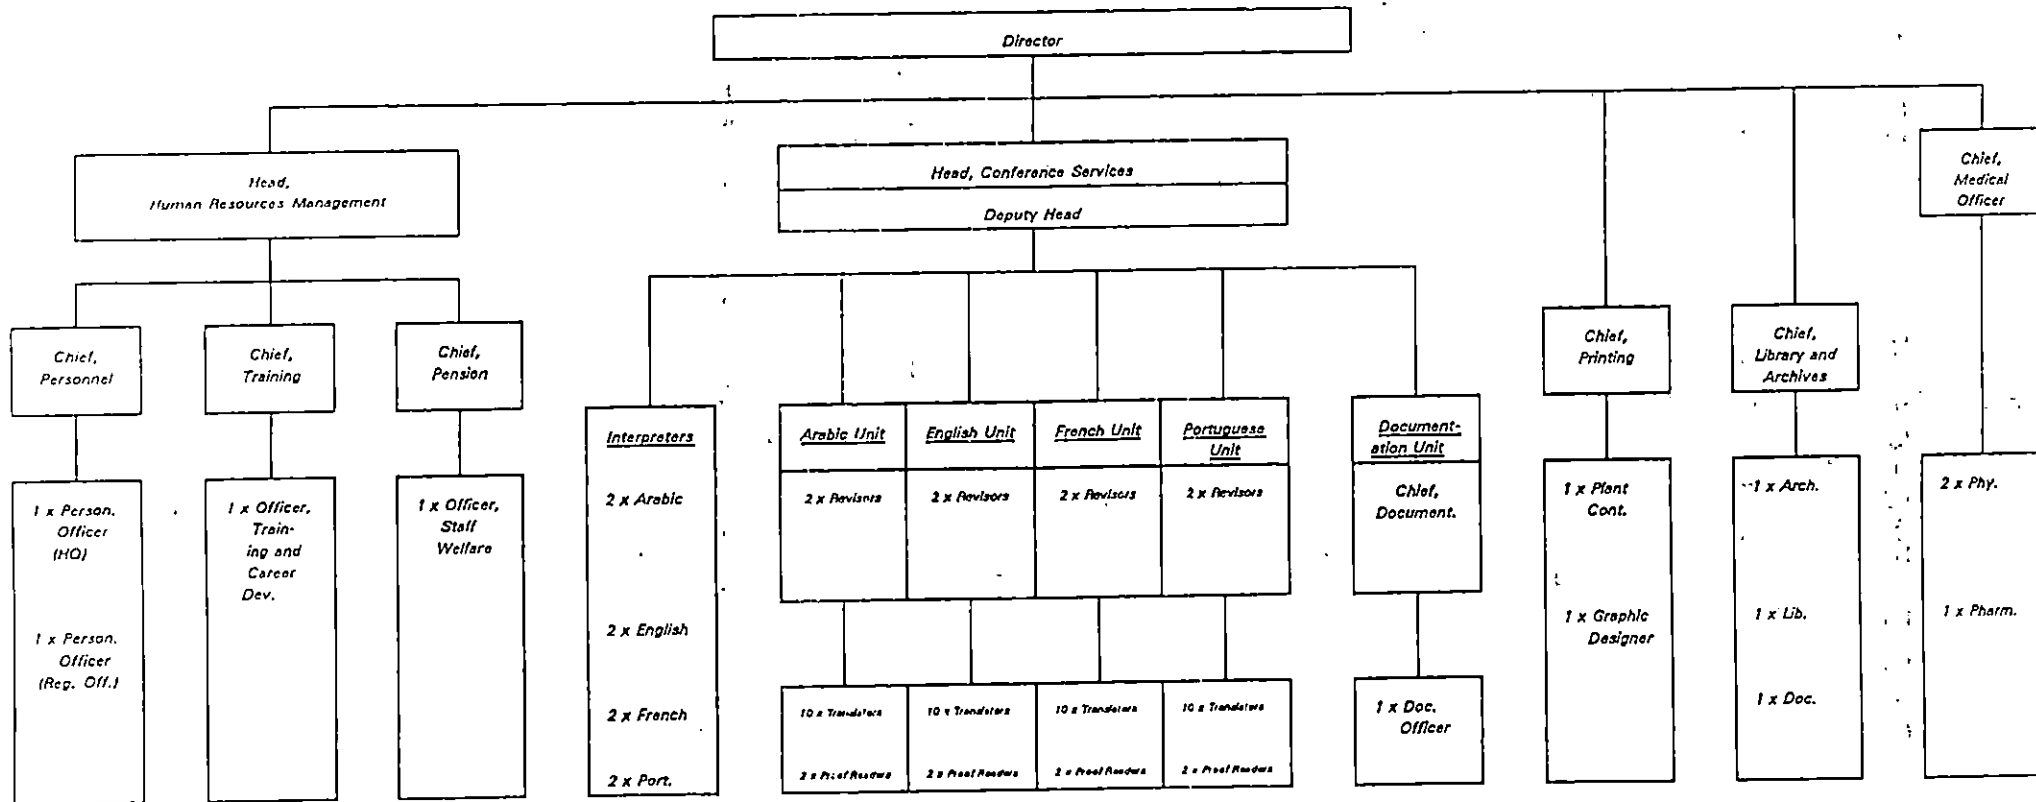 Director
Head,
Human Resources Management
Head, Conference Services
Deputy Head
Chief,
Medical
Officer
Chief,
Personnel
Chief,
Training
Chief,
Pension
Chief,
Printing
Chief,
Library and
Archives
1 x Person.
Officer
(HQ)
1 x Person.
Officer
(Reg. Off.)
1 x Officer,
Train-
ing and
Career
Dev.
1 x Officer,
Staff
Welfare
Interpreters
2 x Arabic
2 x English
2 x French
2 x Port.
Arabic Unit
2 x Revisors
10 x Translators
2 x Proof Readers
English Unit
2 x Revisors
10 x Translators
2 x Proof Readers
French Unit
2 x Revisors
10 x Translators
2 x Proof Readers
Portuguese
Unit
2 x Revisors
10 x Translators
2 x Proof Readers
Document-
ation Unit
Chief,
Document.
1 x Doc.
Officer
1 x Plant
Cont.
1 x Graphic
Designer
1 x Arch.
1 x Lib.
1 x Doc.
2 x Phy.
1 x Pharm.